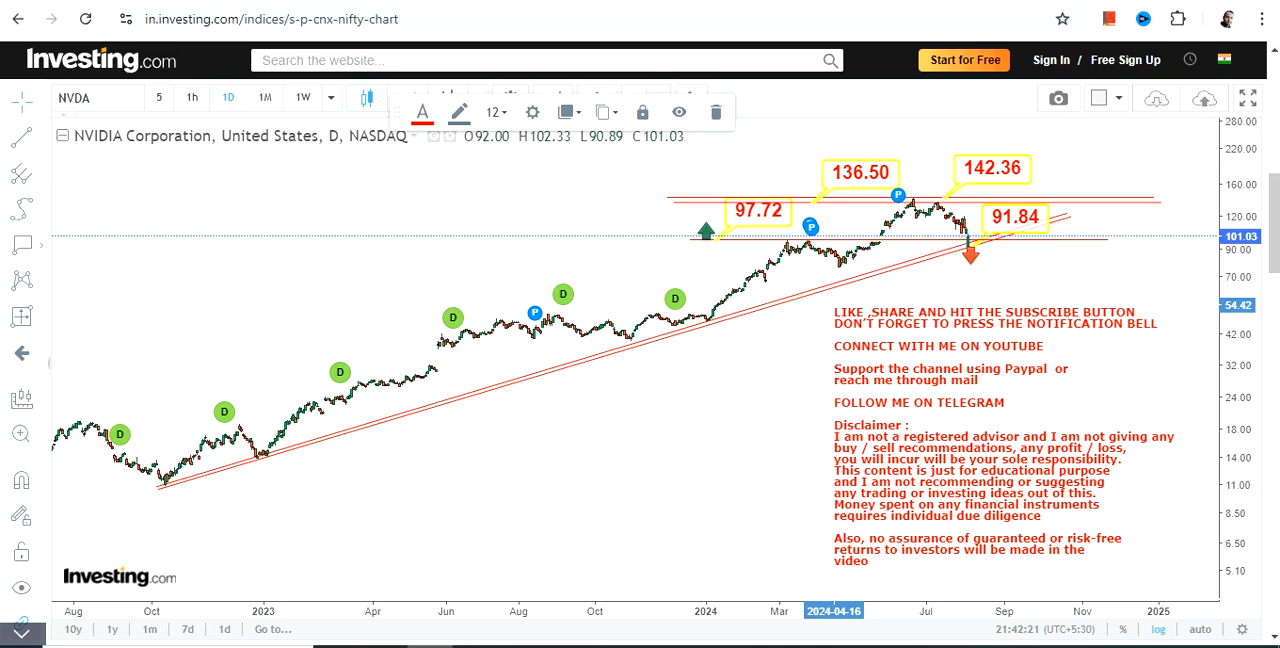 in.investing.com/indices/s-p-cnx-nifty-chart
Investing.com
Search the website...
Start for Free
Sign In / Free Sign Up
NVDA
5 1h 1D 1M 1W
A 12
NVIDIA Corporation, United States, D, NASDAQ O92.00 H102.33 L90.89 C101.03
280.00
220.00
160.00
120.00
101.03
90.00
70.00
54.42
42.00
32.00
24.00
18.00
14.00
11.00
8.50
6.50
5.10
136.50
142.36
97.72
91.84
P
P
P
D
D
D
D
D
D
LIKE ,SHARE AND HIT THE SUBSCRIBE BUTTON
DON'T FORGET TO PRESS THE NOTIFICATION BELL
CONNECT WITH ME ON YOUTUBE
Support the channel using Paypal or
reach me through mail
FOLLOW ME ON TELEGRAM
Disclaimer :
I am not a registered advisor and I am not giving any
buy / sell recommendations, any profit / loss,
you will incur will be your sole responsibility.
This content is just for educational purpose
and I am not recommending or suggesting
any trading or investing ideas out of this.
Money spent on any financial instruments
requires individual due diligence
Also, no assurance of guaranteed or risk-free
returns to investors will be made in the
video
Investing.com
Aug Oct 2023 Apr Jun Aug Oct 2024 Mar 2024-04-16 Jul Sep Nov 2025
10y 1y 1m 7d 1d Go to... 21:42:21 (UTC+5:30) % log auto